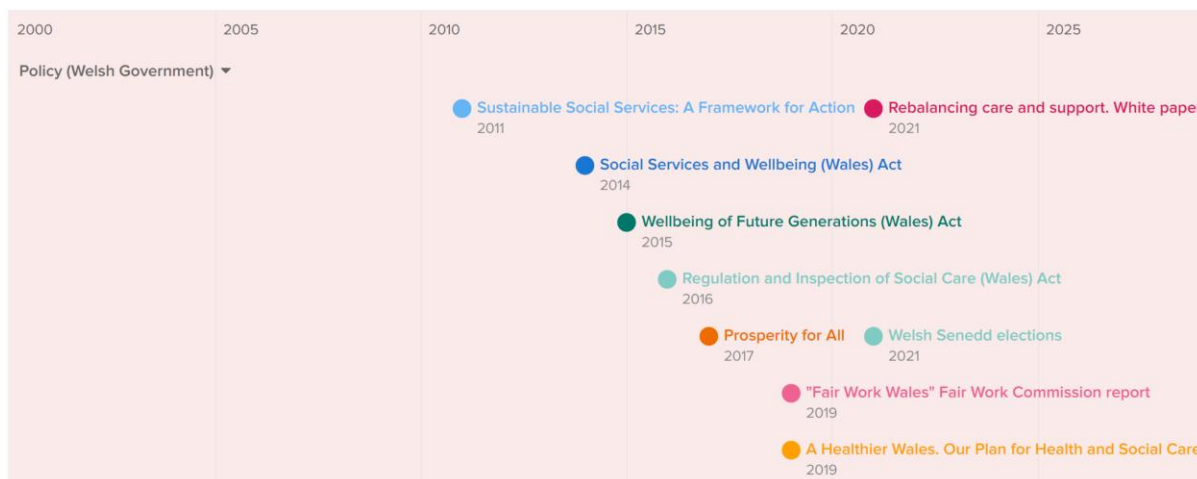 2000 2005 2010 2015 2020 2025
Policy (Welsh Government)
Sustainable Social Services: A Framework for Action Rebalancing care and support. White pape
2011 2021
Social Services and Wellbeing (Wales) Act
2014
Wellbeing of Future Generations (Wales) Act
2015
Regulation and Inspection of Social Care (Wales) Act
2016
Prosperity for All Welsh Senedd elections
2017 2021
"Fair Work Wales" Fair Work Commission report
2019
A Healthier Wales. Our Plan for Health and Social Care
2019